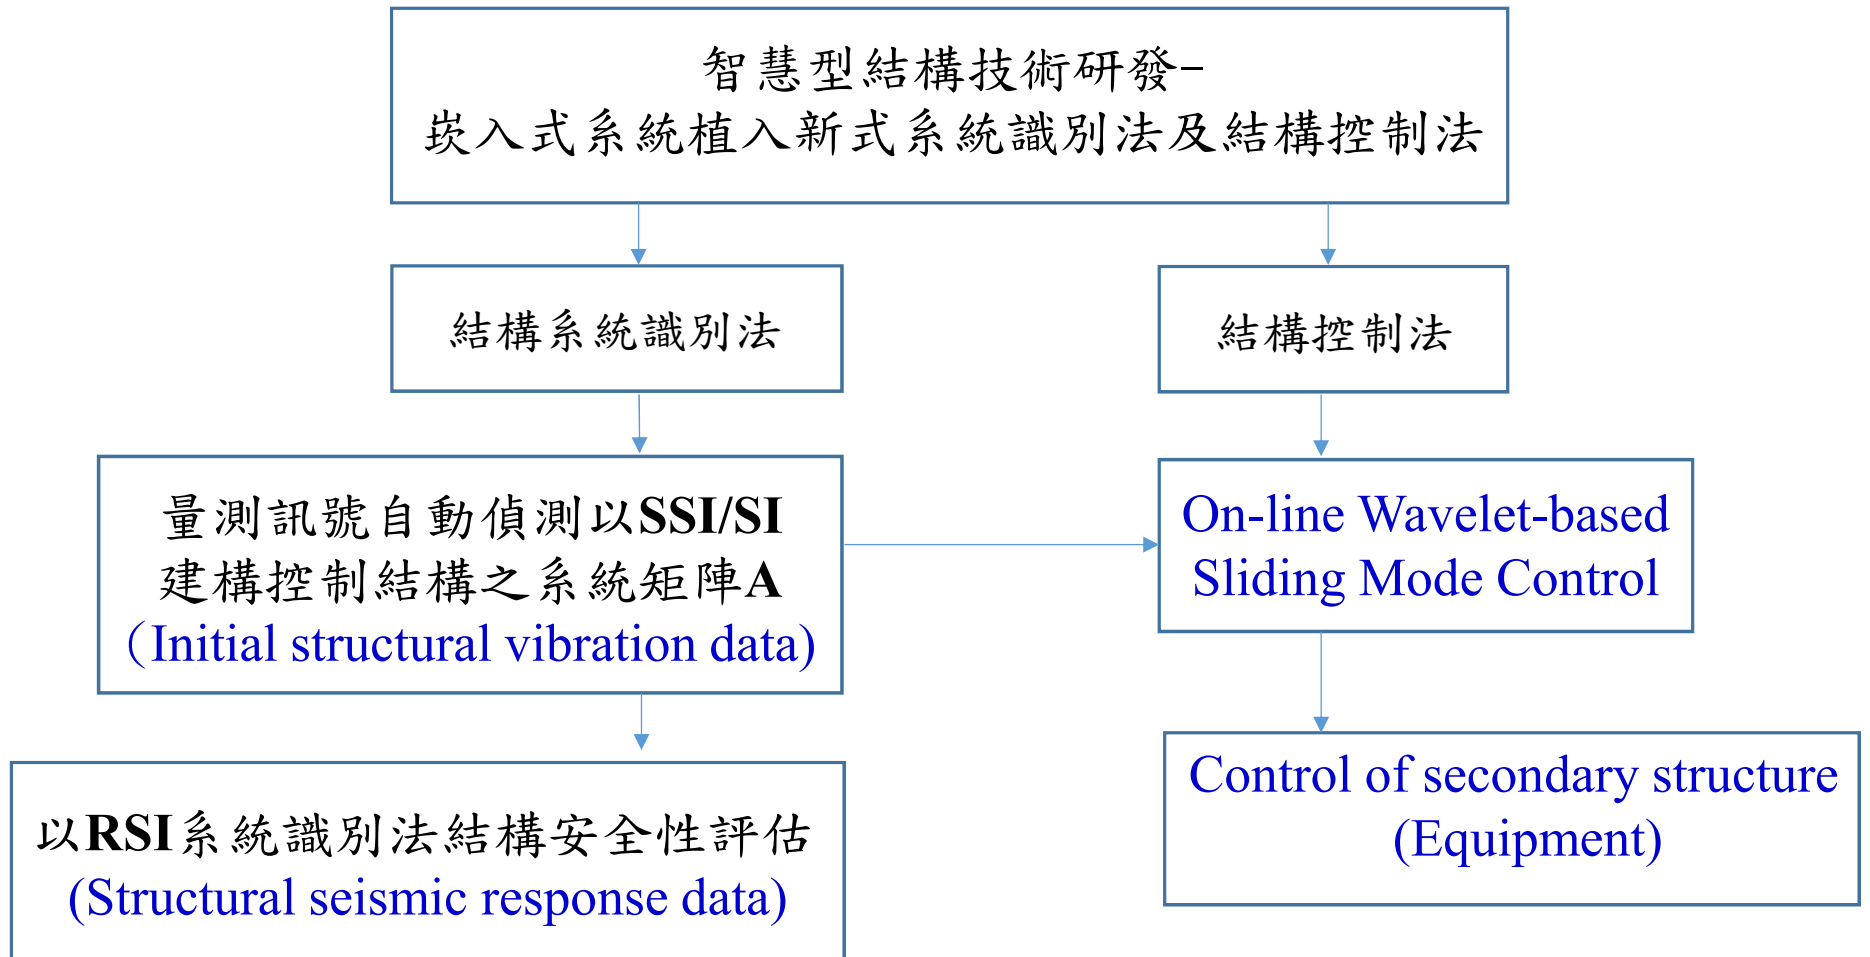 智慧型結構技術研發-
崁入式系統植入新式系統識別法及結構控制法
結構系統識別法
結構控制法
量測訊號自動偵測以SSI/SI
建構控制結構之系統矩陣A
（Initial structural vibration data)
On-line Wavelet-based
Sliding Mode Control
以RSI系統識別法結構安全性評估
(Structural seismic response data)
Control of secondary structure
(Equipment)